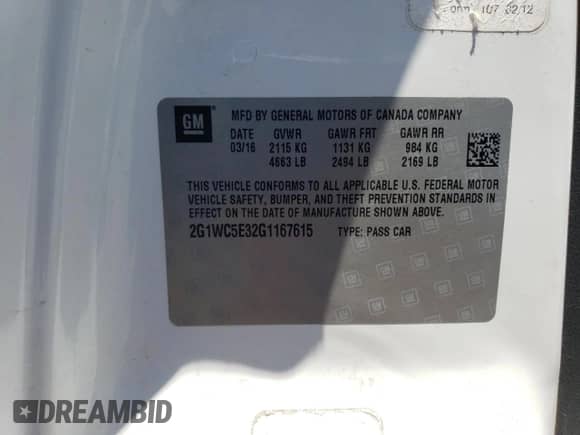 107 02/12
GM
MFD BY GENERAL MOTORS OF CANADA COMPANY
DATE GVWR GAWR FRT GAWR RR
03/16 2115 KG 1131 KG 984 KG
4663 LB 2494 LB 2169 LB
THIS VEHICLE CONFORMS TO ALL APPLICABLE U.S. FEDERAL MOTOR
VEHICLE SAFETY, BUMPER, AND THEFT PREVENTION STANDARDS IN
EFFECT ON THE DATE OF MANUFACTURE SHOWN ABOVE.
2G1WC5E32G1167615 TYPE: PASS CAR
DREAMBID